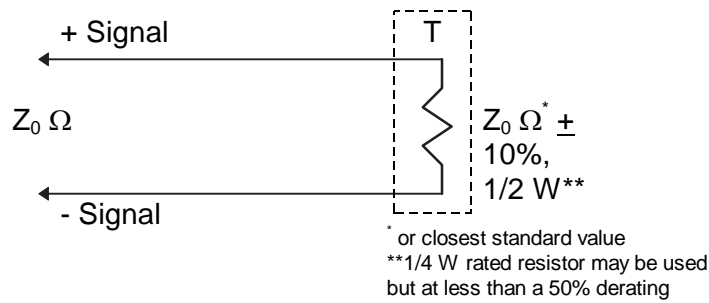 + Signal
T
Z₀ Ω
Z₀ Ω* ±
10%,
1/2 W**
- Signal
* or closest standard value
**1/4 W rated resistor may be used
but at less than a 50% derating